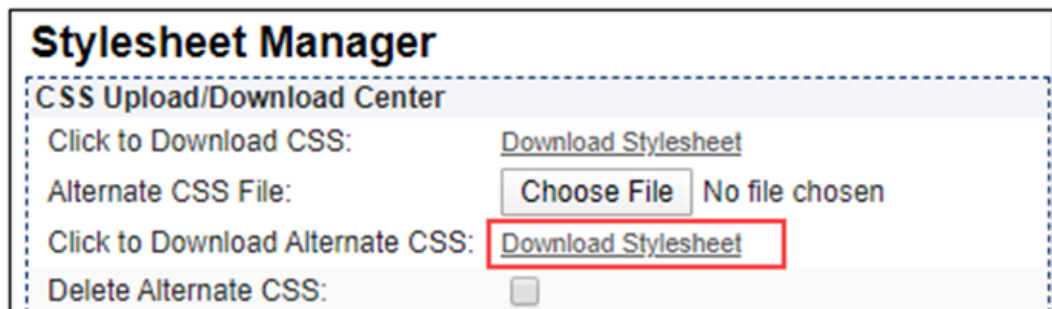 Stylesheet Manager
CSS Upload/Download Center
Click to Download CSS: Download Stylesheet
Alternate CSS File: Choose File No file chosen
Click to Download Alternate CSS: Download Stylesheet
Delete Alternate CSS: